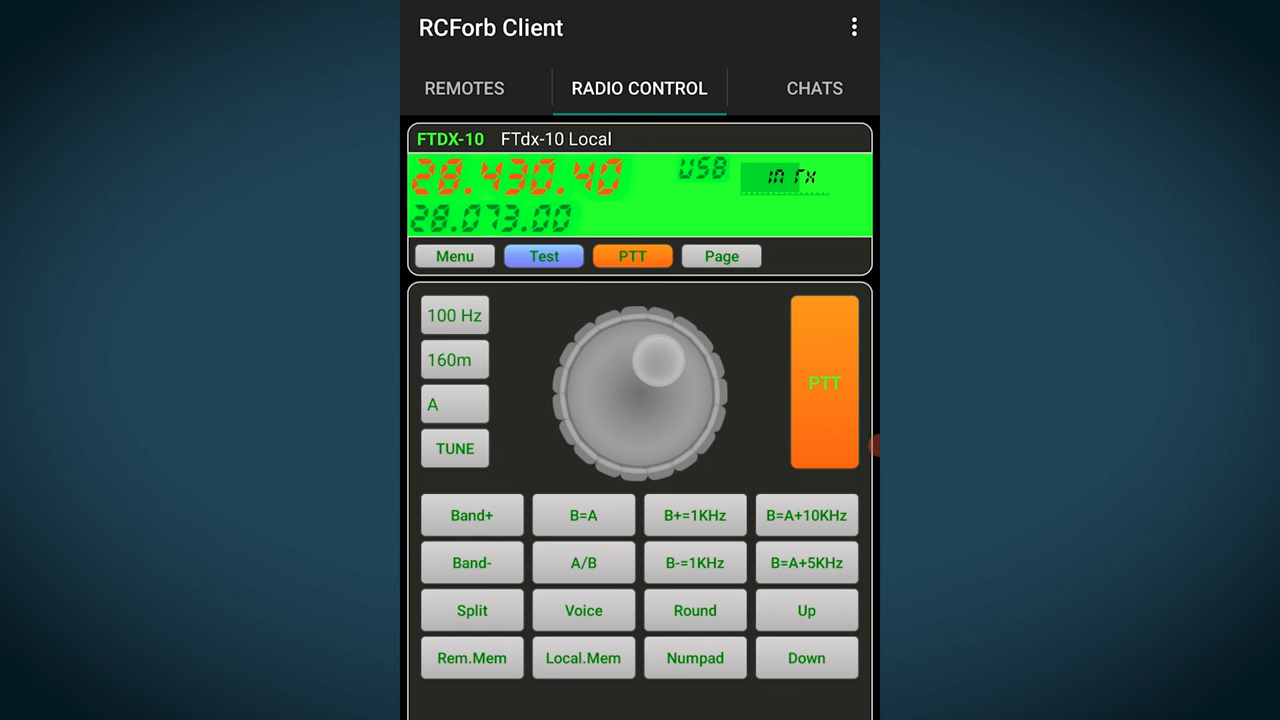 RCForb Client
REMOTES RADIO CONTROL CHATS
FTDX-10 FTdx-10 Local
28.430.40 USB IN TX
28.073.00
Menu Test PTT Page
100 Hz
160m
A
TUNE
PTT
Band+ B=A B+=1KHz B=A+10KHz
Band- A/B B-=1KHz B=A+5KHz
Split Voice Round Up
Rem.Mem Local.Mem Numpad Down